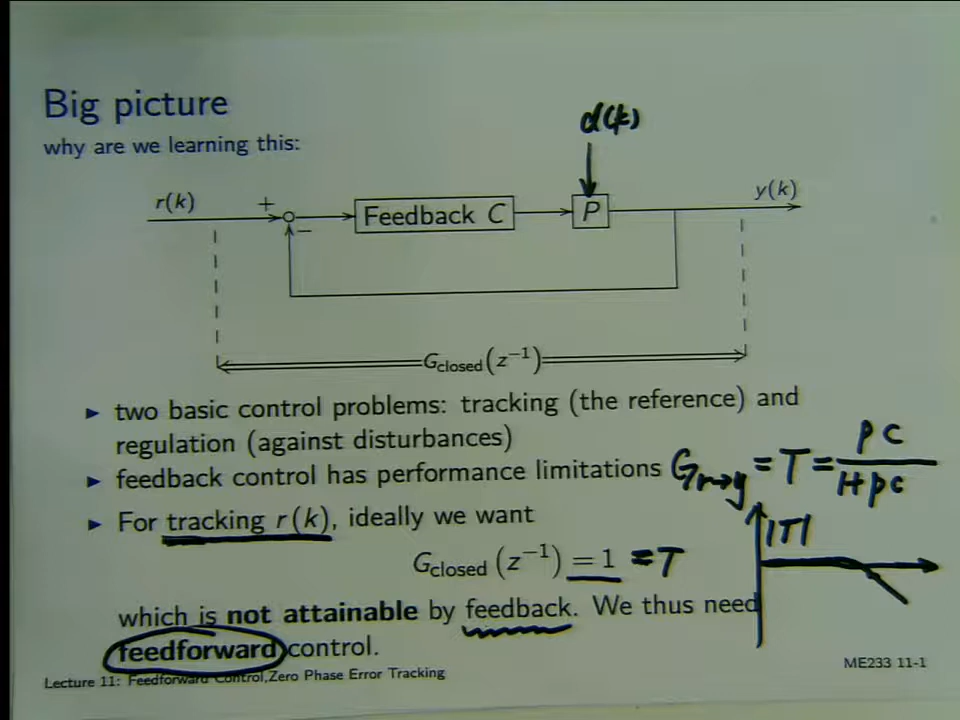 Big picture
why are we learning this:
d(k)
r(k)
+
−
Feedback C
P
y(k)
G_closed(z⁻¹)
▶ two basic control problems: tracking (the reference) and
regulation (against disturbances)
▶ feedback control has performance limitations
G_r→y = T = PC / 1+PC
▶ For tracking r(k), ideally we want
|T|
G_closed (z⁻¹) = 1 = T
which is not attainable by feedback. We thus need
feedforward control.
Lecture 11: Feedforward Control,Zero Phase Error Tracking
ME233 11-1